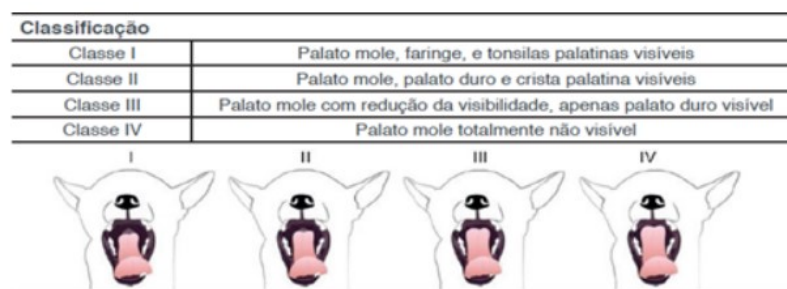 Classificação
Classe I Palato mole, faringe, e tonsilas palatinas visíveis
Classe II Palato mole, palato duro e crista palatina visíveis
Classe III Palato mole com redução da visibilidade, apenas palato duro visível
Classe IV Palato mole totalmente não visível
I II III IV